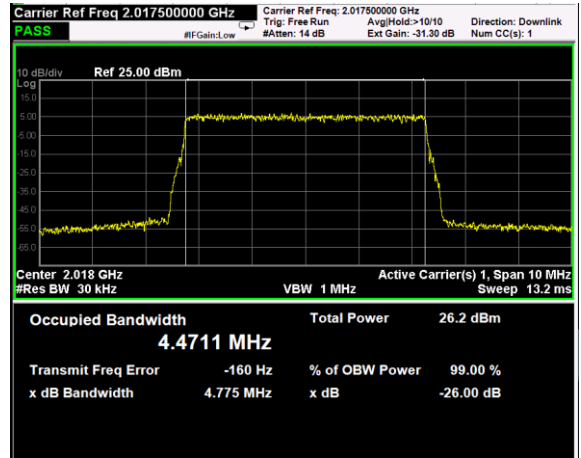 Carrier Ref Freq 2.017500000 GHz
Carrier Ref Freq: 2.017500000 GHz
PASS
#IFGain:Low
Trig: Free Run
#Atten: 14 dB
Avg|Hold:>10/10
Ext Gain: -31.30 dB
Direction: Downlink
Num CC(s): 1
10 dB/div Ref 25.00 dBm
Log
15.0
5.00
-5.00
-15.0
-25.0
-35.0
-45.0
-55.0
-65.0
Center 2.018 GHz Active Carrier(s) 1, Span 10 MHz
#Res BW 30 kHz VBW 1 MHz Sweep 13.2 ms
Occupied Bandwidth Total Power 26.2 dBm
4.4711 MHz
Transmit Freq Error -160 Hz % of OBW Power 99.00 %
x dB Bandwidth 4.775 MHz x dB -26.00 dB